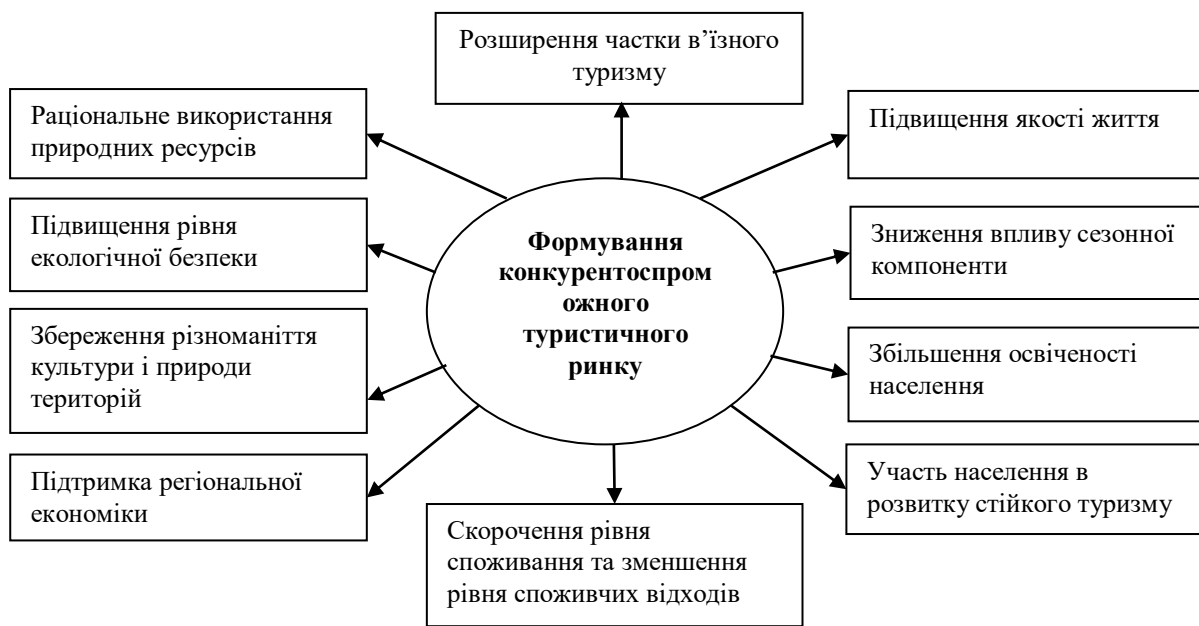 Розширення частки в’їзного
туризму
Раціональне використання
природних ресурсів
Підвищення якості життя
Підвищення рівня
екологічної безпеки
Формування
конкурентоспром
ожного
туристичного
ринку
Зниження впливу сезонної
компоненти
Збереження різноманіття
культури і природи
територій
Збільшення освіченості
населення
Підтримка регіональної
економіки
Участь населення в
розвитку стійкого туризму
Скорочення рівня
споживання та зменшення
рівня споживчих відходів